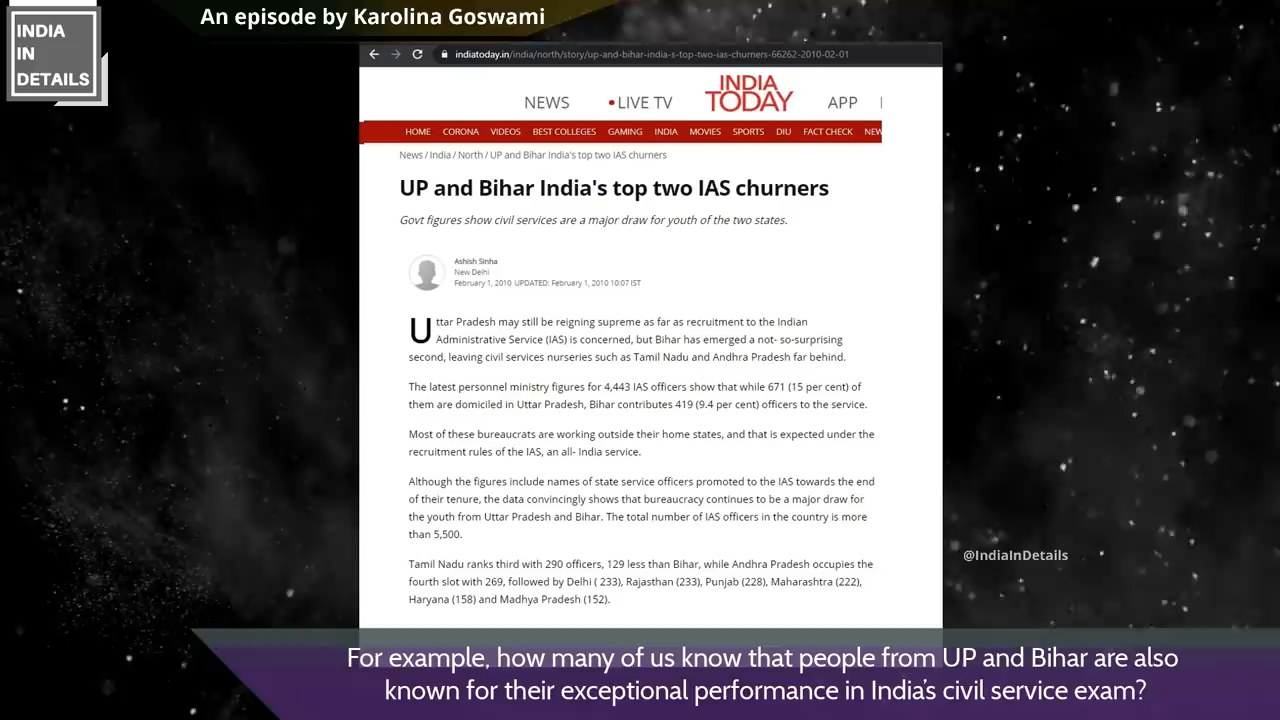 An episode by Karolina Goswami
INDIA
IN
DETAILS
indiatoday.in/india/north/story/up-and-bihar-india-s-top-two-ias-churners-66262-2010-02-01
NEWS
LIVE TV
INDIA
TODAY
APP
HOME CORONA VIDEOS BEST COLLEGES GAMING INDIA MOVIES SPORTS DIU FACT CHECK NEW
News / India / North / UP and Bihar India's top two IAS churners
UP and Bihar India's top two IAS churners
Govt figures show civil services are a major draw for youth of the two states.
Ashish Sinha
New Delhi
February 1, 2010 UPDATED: February 1, 2010 10:07 IST
Uttar Pradesh may still be reigning supreme as far as recruitment to the Indian
Administrative Service (IAS) is concerned, but Bihar has emerged a not- so-surprising
second, leaving civil services nurseries such as Tamil Nadu and Andhra Pradesh far behind.
The latest personnel ministry figures for 4,443 IAS officers show that while 671 (15 per cent) of
them are domiciled in Uttar Pradesh, Bihar contributes 419 (9.4 per cent) officers to the service.
Most of these bureaucrats are working outside their home states, and that is expected under the
recruitment rules of the IAS, an all- India service.
Although the figures include names of state service officers promoted to the IAS towards the end
of their tenure, the data convincingly shows that bureaucracy continues to be a major draw for
the youth from Uttar Pradesh and Bihar. The total number of IAS officers in the country is more
than 5,500.
Tamil Nadu ranks third with 290 officers, 129 less than Bihar, while Andhra Pradesh occupies the
fourth slot with 269, followed by Delhi ( 233), Rajasthan (233), Punjab (228), Maharashtra (222),
Haryana (158) and Madhya Pradesh (152).
@IndiaInDetails
For example, how many of us know that people from UP and Bihar are also
known for their exceptional performance in India's civil service exam?